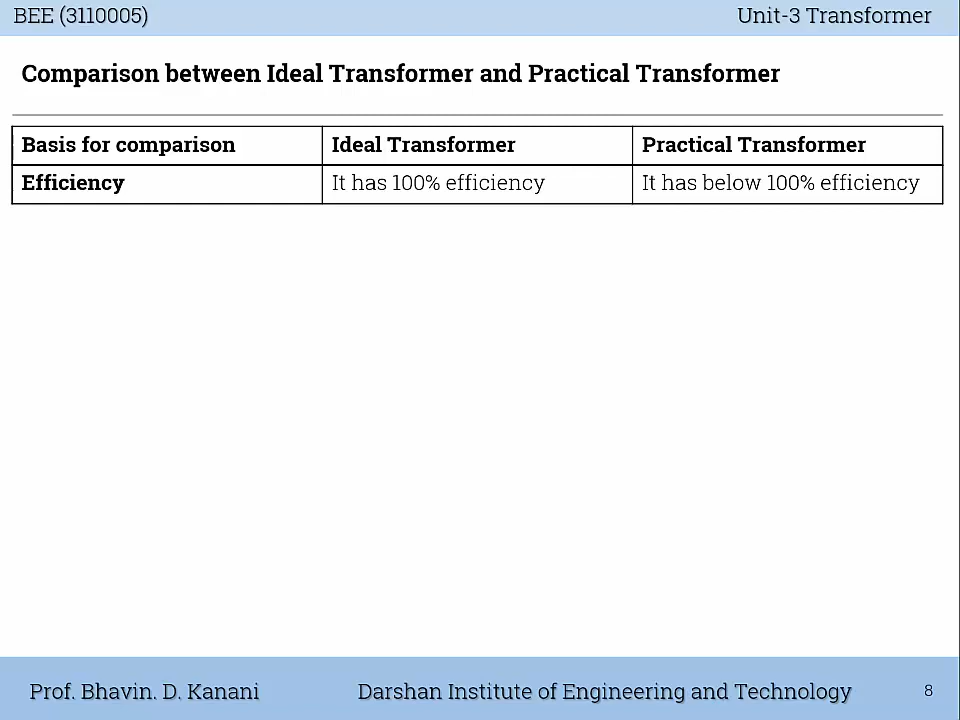 BEE (3110005) Unit-3 Transformer
Comparison between Ideal Transformer and Practical Transformer
Basis for comparison Ideal Transformer Practical Transformer
Efficiency It has 100% efficiency It has below 100% efficiency
Prof. Bhavin. D. Kanani Darshan Institute of Engineering and Technology 8